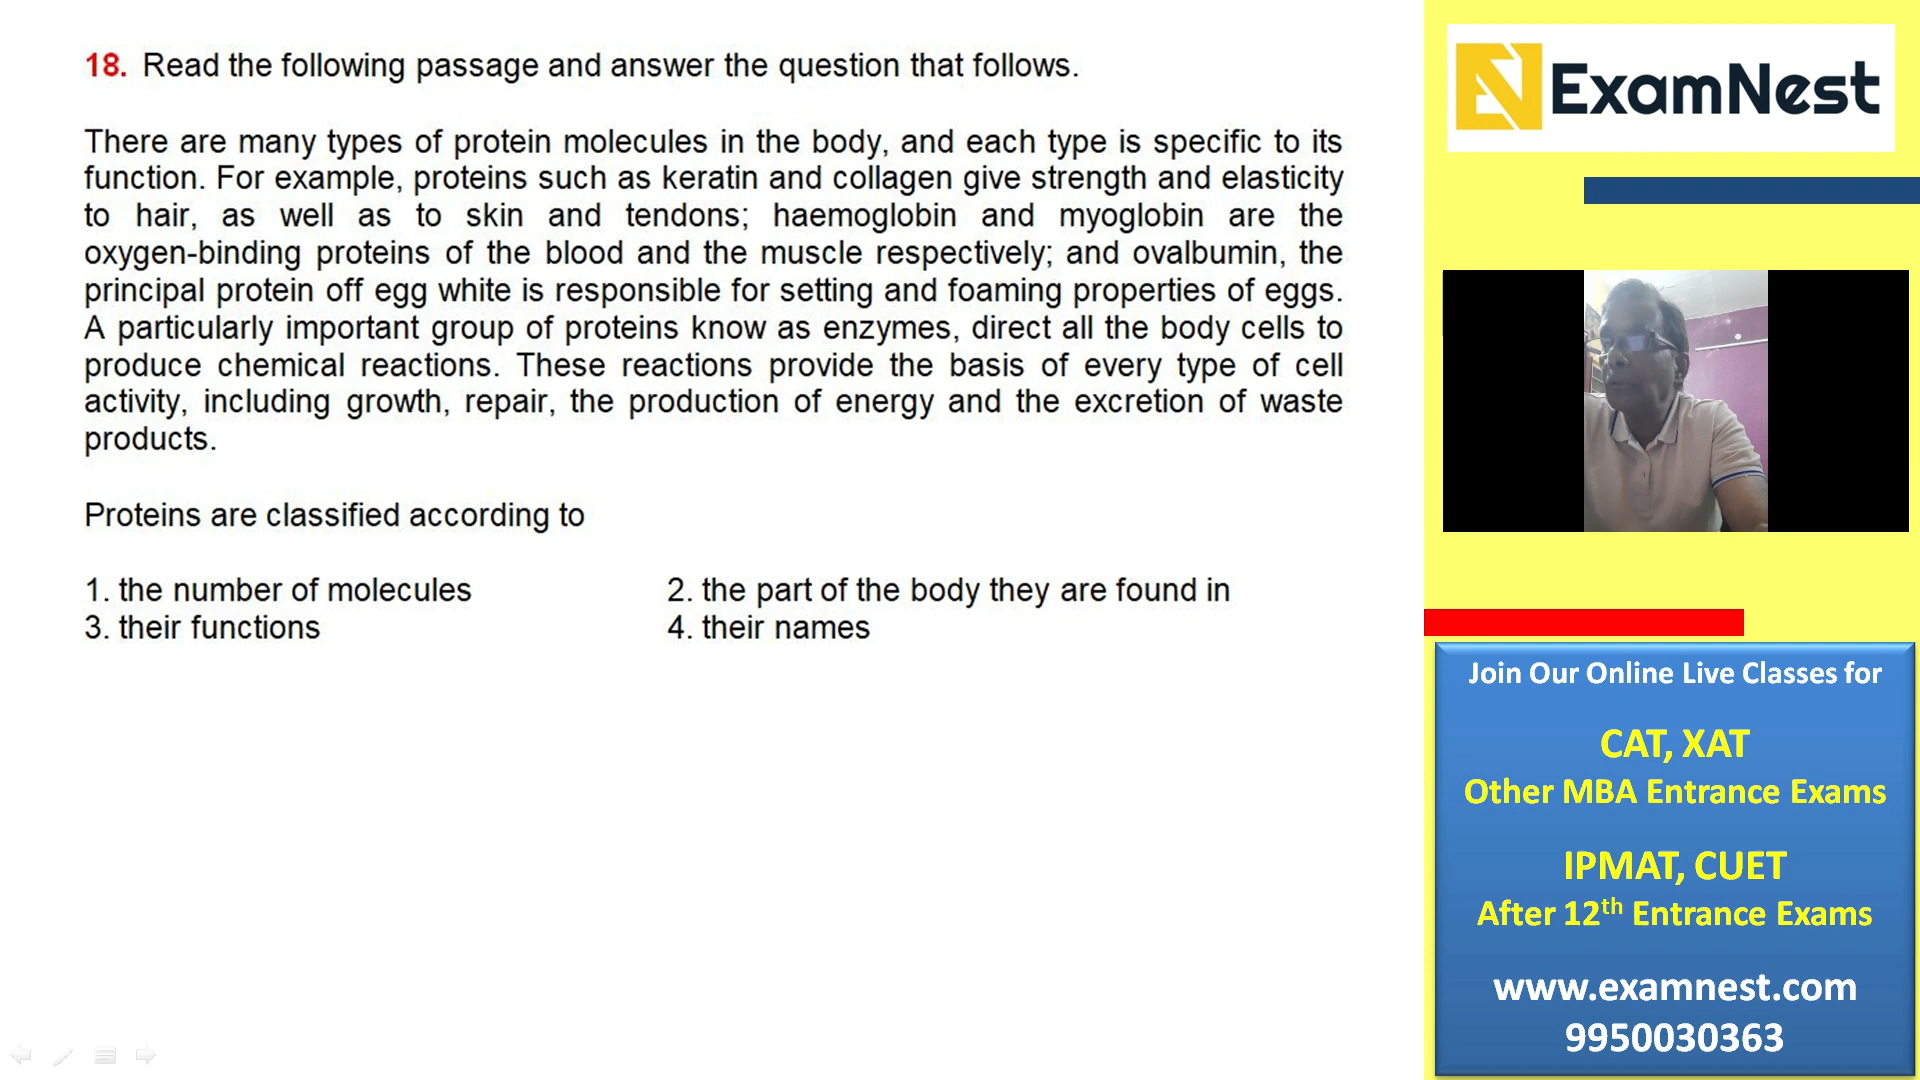 18. Read the following passage and answer the question that follows.
There are many types of protein molecules in the body, and each type is specific to its
function. For example, proteins such as keratin and collagen give strength and elasticity
to hair, as well as to skin and tendons; haemoglobin and myoglobin are the
oxygen-binding proteins of the blood and the muscle respectively; and ovalbumin, the
principal protein off egg white is responsible for setting and foaming properties of eggs.
A particularly important group of proteins know as enzymes, direct all the body cells to
produce chemical reactions. These reactions provide the basis of every type of cell
activity, including growth, repair, the production of energy and the excretion of waste
products.
Proteins are classified according to
1. the number of molecules 2. the part of the body they are found in
3. their functions 4. their names
ExamNest
Join Our Online Live Classes for
CAT, XAT
Other MBA Entrance Exams
IPMAT, CUET
After 12th Entrance Exams
www.examnest.com
9950030363